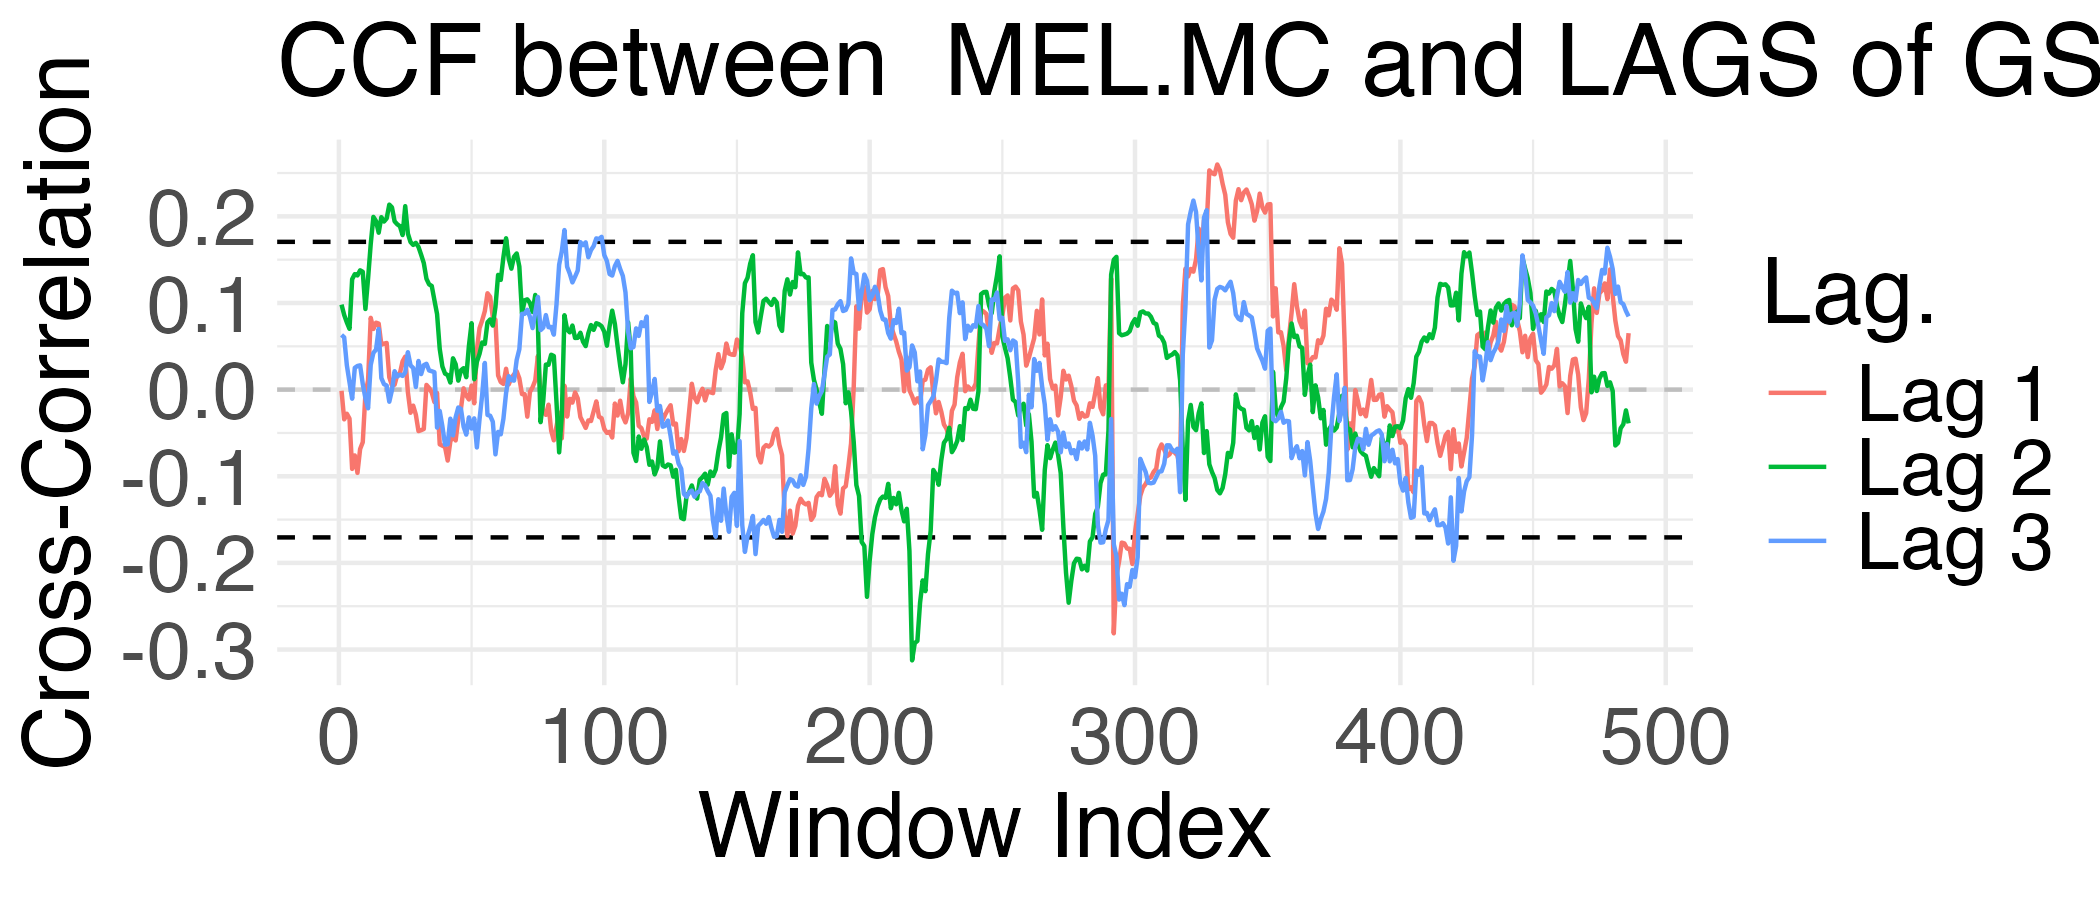 CCF between MEL.MC and LAGS of GS
Cross-Correlation
0.2
0.1
0.0
-0.1
-0.2
-0.3
0 100 200 300 400 500
Window Index
Lag.
Lag 1
Lag 2
Lag 3